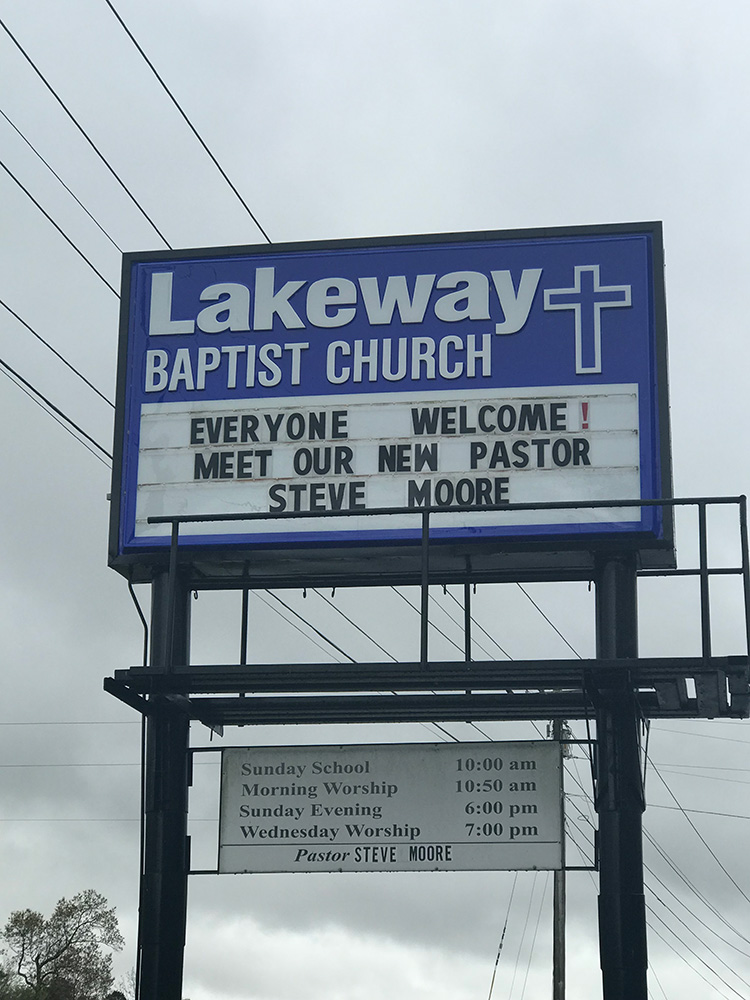 Lakeway
BAPTIST CHURCH
EVERYONE WELCOME!
MEET OUR NEW PASTOR
STEVE MOORE
Sunday School 10:00 am
Morning Worship 10:50 am
Sunday Evening 6:00 pm
Wednesday Worship 7:00 pm
Pastor STEVE MOORE